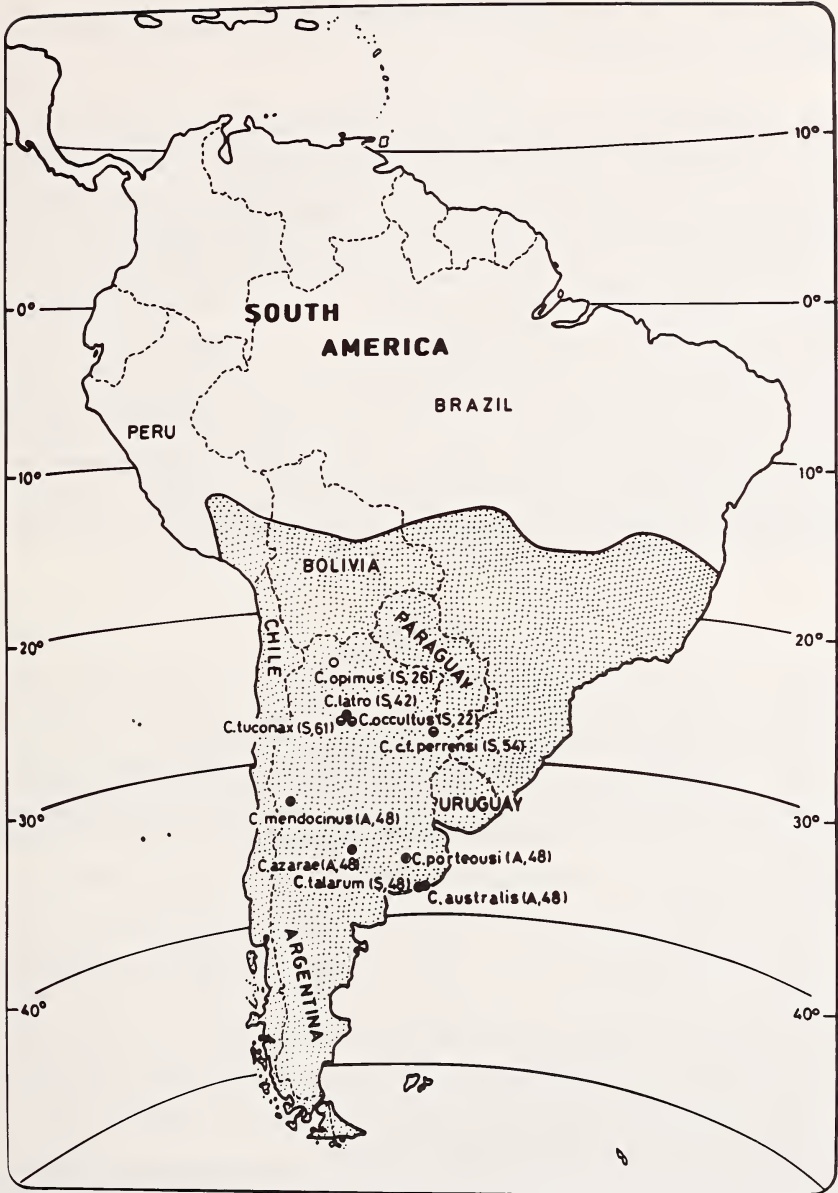 10°
0°
0°
SOUTH
AMERICA
BRAZIL
PERU
10°
10°
BOLIVIA
PARAGUAY
CHILE
20°
20°
C.opimus (S,26)
C.latro (S,42)
C.tuconax (S,61)
C.occultus (S,22)
C. c.f. perrensi (S,54)
C. mendocinus (A,48)
URUGUAY
30°
30°
C.azarae(A,48)
C.porteousi (A,48)
C.talarum (S,48)
C.australis (A,48)
ARGENTINA
40°
40°